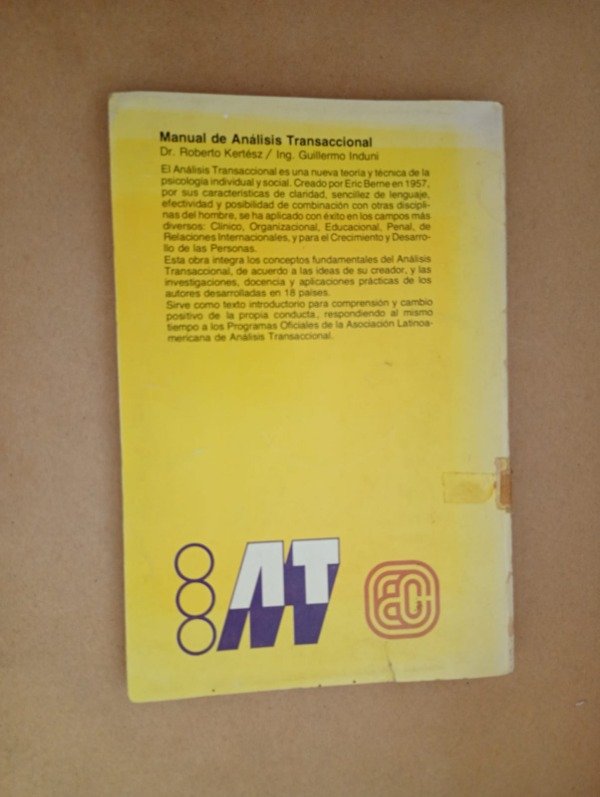 Manual de Análisis Transaccional
Dr. Roberto Kertész / Ing. Guillermo Induni
El Análisis Transaccional es una nueva teoría y técnica de la
psicología individual y social. Creado por Eric Berne en 1957,
por sus características de claridad, sencillez de lenguaje,
efectividad y posibilidad de combinación con otras discipli-
nas del hombre, se ha aplicado con éxito en los campos más
diversos: Clínico, Organizacional, Educacional, Penal, de
Relaciones Internacionales, y para el Crecimiento y Desarro-
llo de las Personas.
Esta obra integra los conceptos fundamentales del Análisis
Transaccional, de acuerdo a las ideas de su creador, y las
investigaciones, docencia y aplicaciones prácticas de los
autores desarrolladas en 18 países.
Sirve como texto introductorio para comprensión y cambio
positivo de la propia conducta, respondiendo al mismo
tiempo a los Programas Oficiales de la Asociación Latinoa-
mericana de Análisis Transaccional.
AT